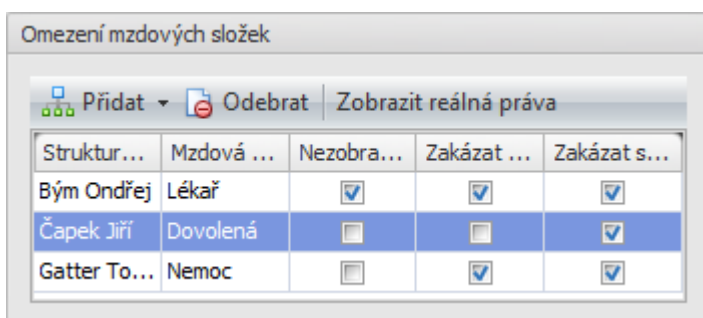 Omezení mzdových složek
Přidat Odebrat Zobrazit reálná práva
Struktur... Mzdová ... Nezobra... Zakázat ... Zakázat s...
Bým Ondřej Lékař
Čapek Jiří Dovolená
Gatter To... Nemoc